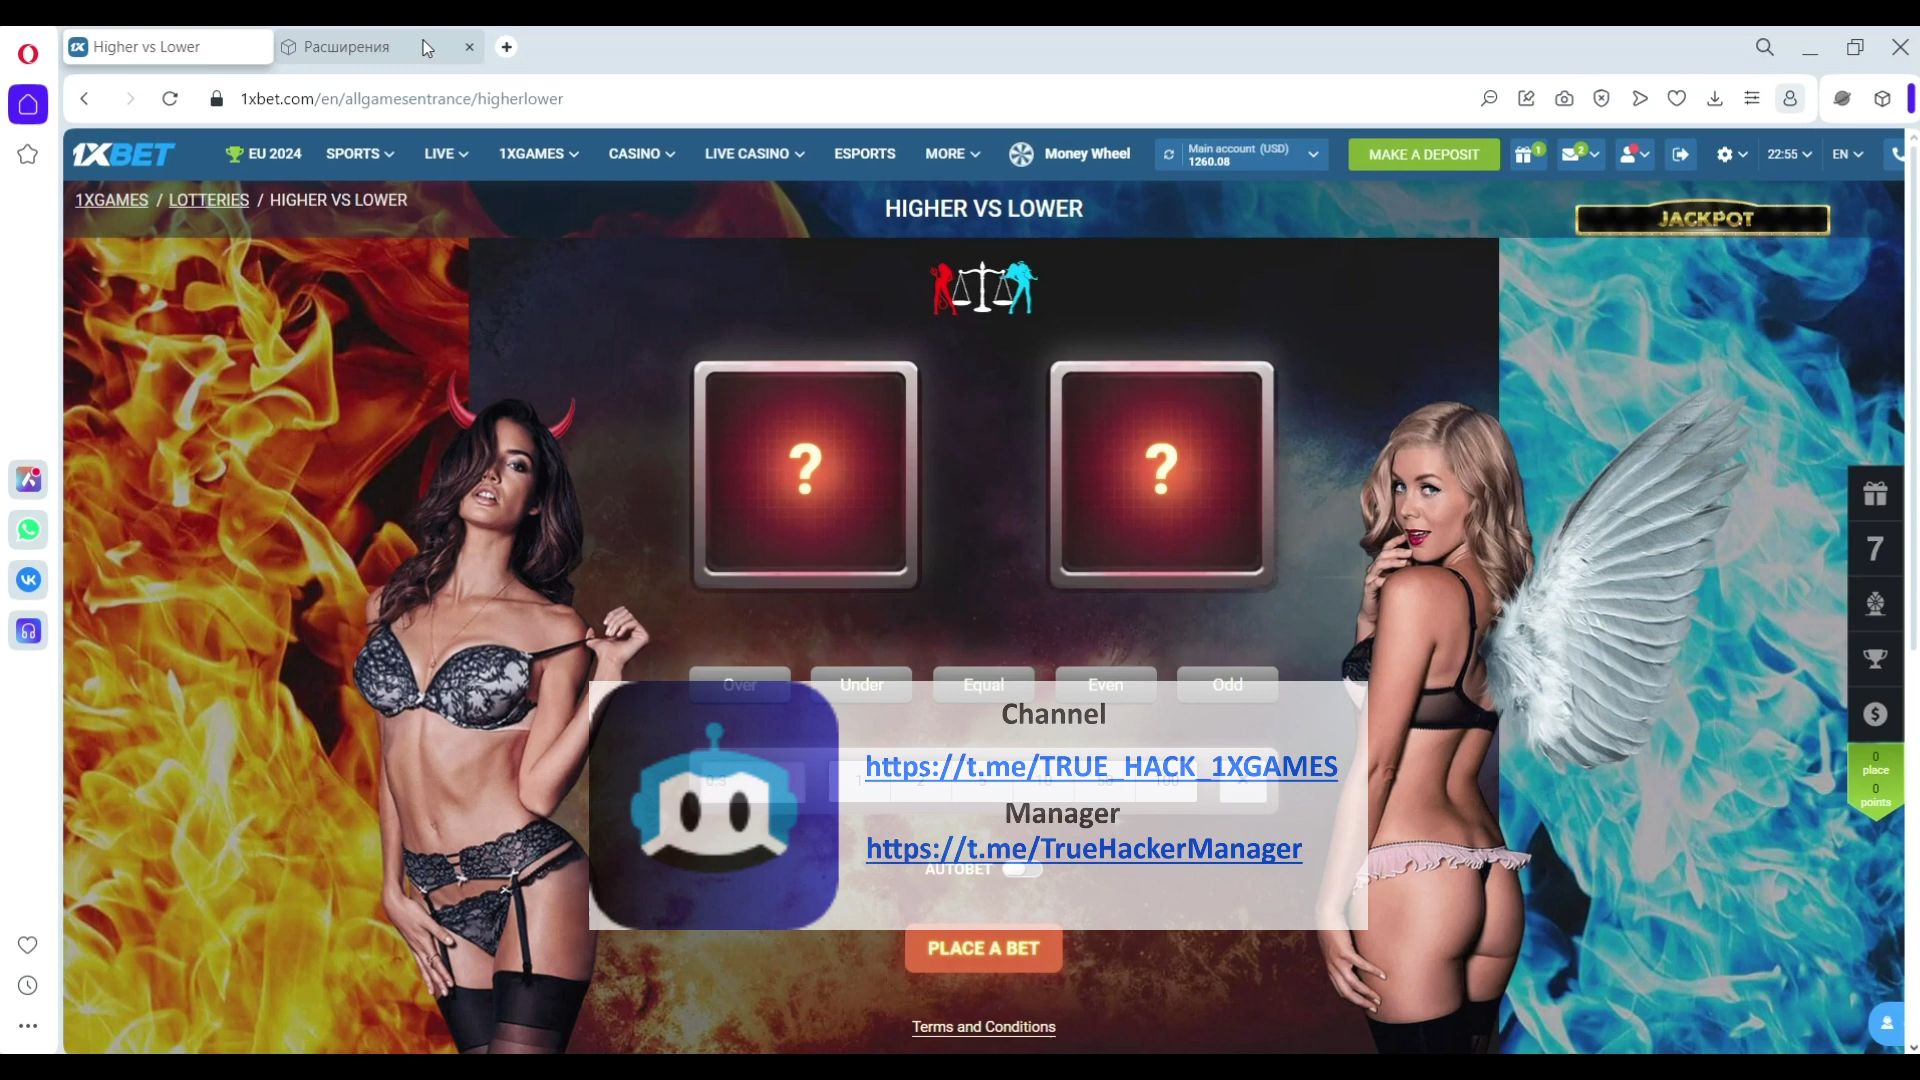 Higher vs Lower
Расширения
1xbet.com/en/allgamesentrance/higherlower
1XBET
EU 2024
SPORTS
LIVE
1XGAMES
CASINO
LIVE CASINO
ESPORTS
MORE
Money Wheel
Main account (USD)
1260.08
MAKE A DEPOSIT
1
2
22:55
EN
1XGAMES / LOTTERIES / HIGHER VS LOWER
HIGHER VS LOWER
JACKPOT
?
?
Over
Under
Equal
Even
Odd
Channel
https://t.me/TRUE_HACK_1XGAMES
Manager
https://t.me/TrueHackerManager
AUTOBET
PLACE A BET
Terms and Conditions
7
0
place
0
points